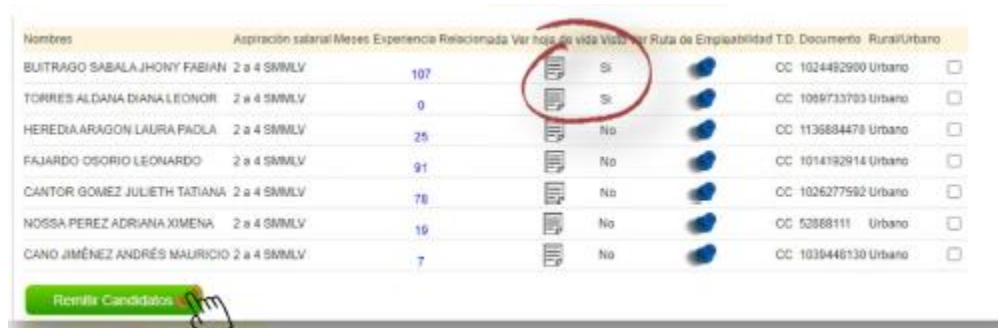 Nombres Aspiración salarial Meses Experiencia Relacionada Ver hoja de vida Visto Ver Ruta de Empleabilidad T.D. Documento Rural/Urbano
BUITRAGO SABALA JHONY FABIAN 2 a 4 SMMLV 107 Si CC 1024492900 Urbano
TORRES ALDANA DIANA LEONOR 2 a 4 SMMLV 0 Si CC 1069733703 Urbano
HEREDIA ARAGON LAURA PAOLA 2 a 4 SMMLV 25 No CC 1136884478 Urbano
FAJARDO OSORIO LEONARDO 2 a 4 SMMLV 91 No CC 1014192914 Urbano
CANTOR GOMEZ JULIETH TATIANA 2 a 4 SMMLV 78 No CC 1026277592 Urbano
NOSSA PEREZ ADRIANA XIMENA 2 a 4 SMMLV 19 No CC 52888111 Urbano
CANO JIMÉNEZ ANDRÉS MAURICIO 2 a 4 SMMLV 7 No CC 1039448130 Urbano
Remitir Candidatos